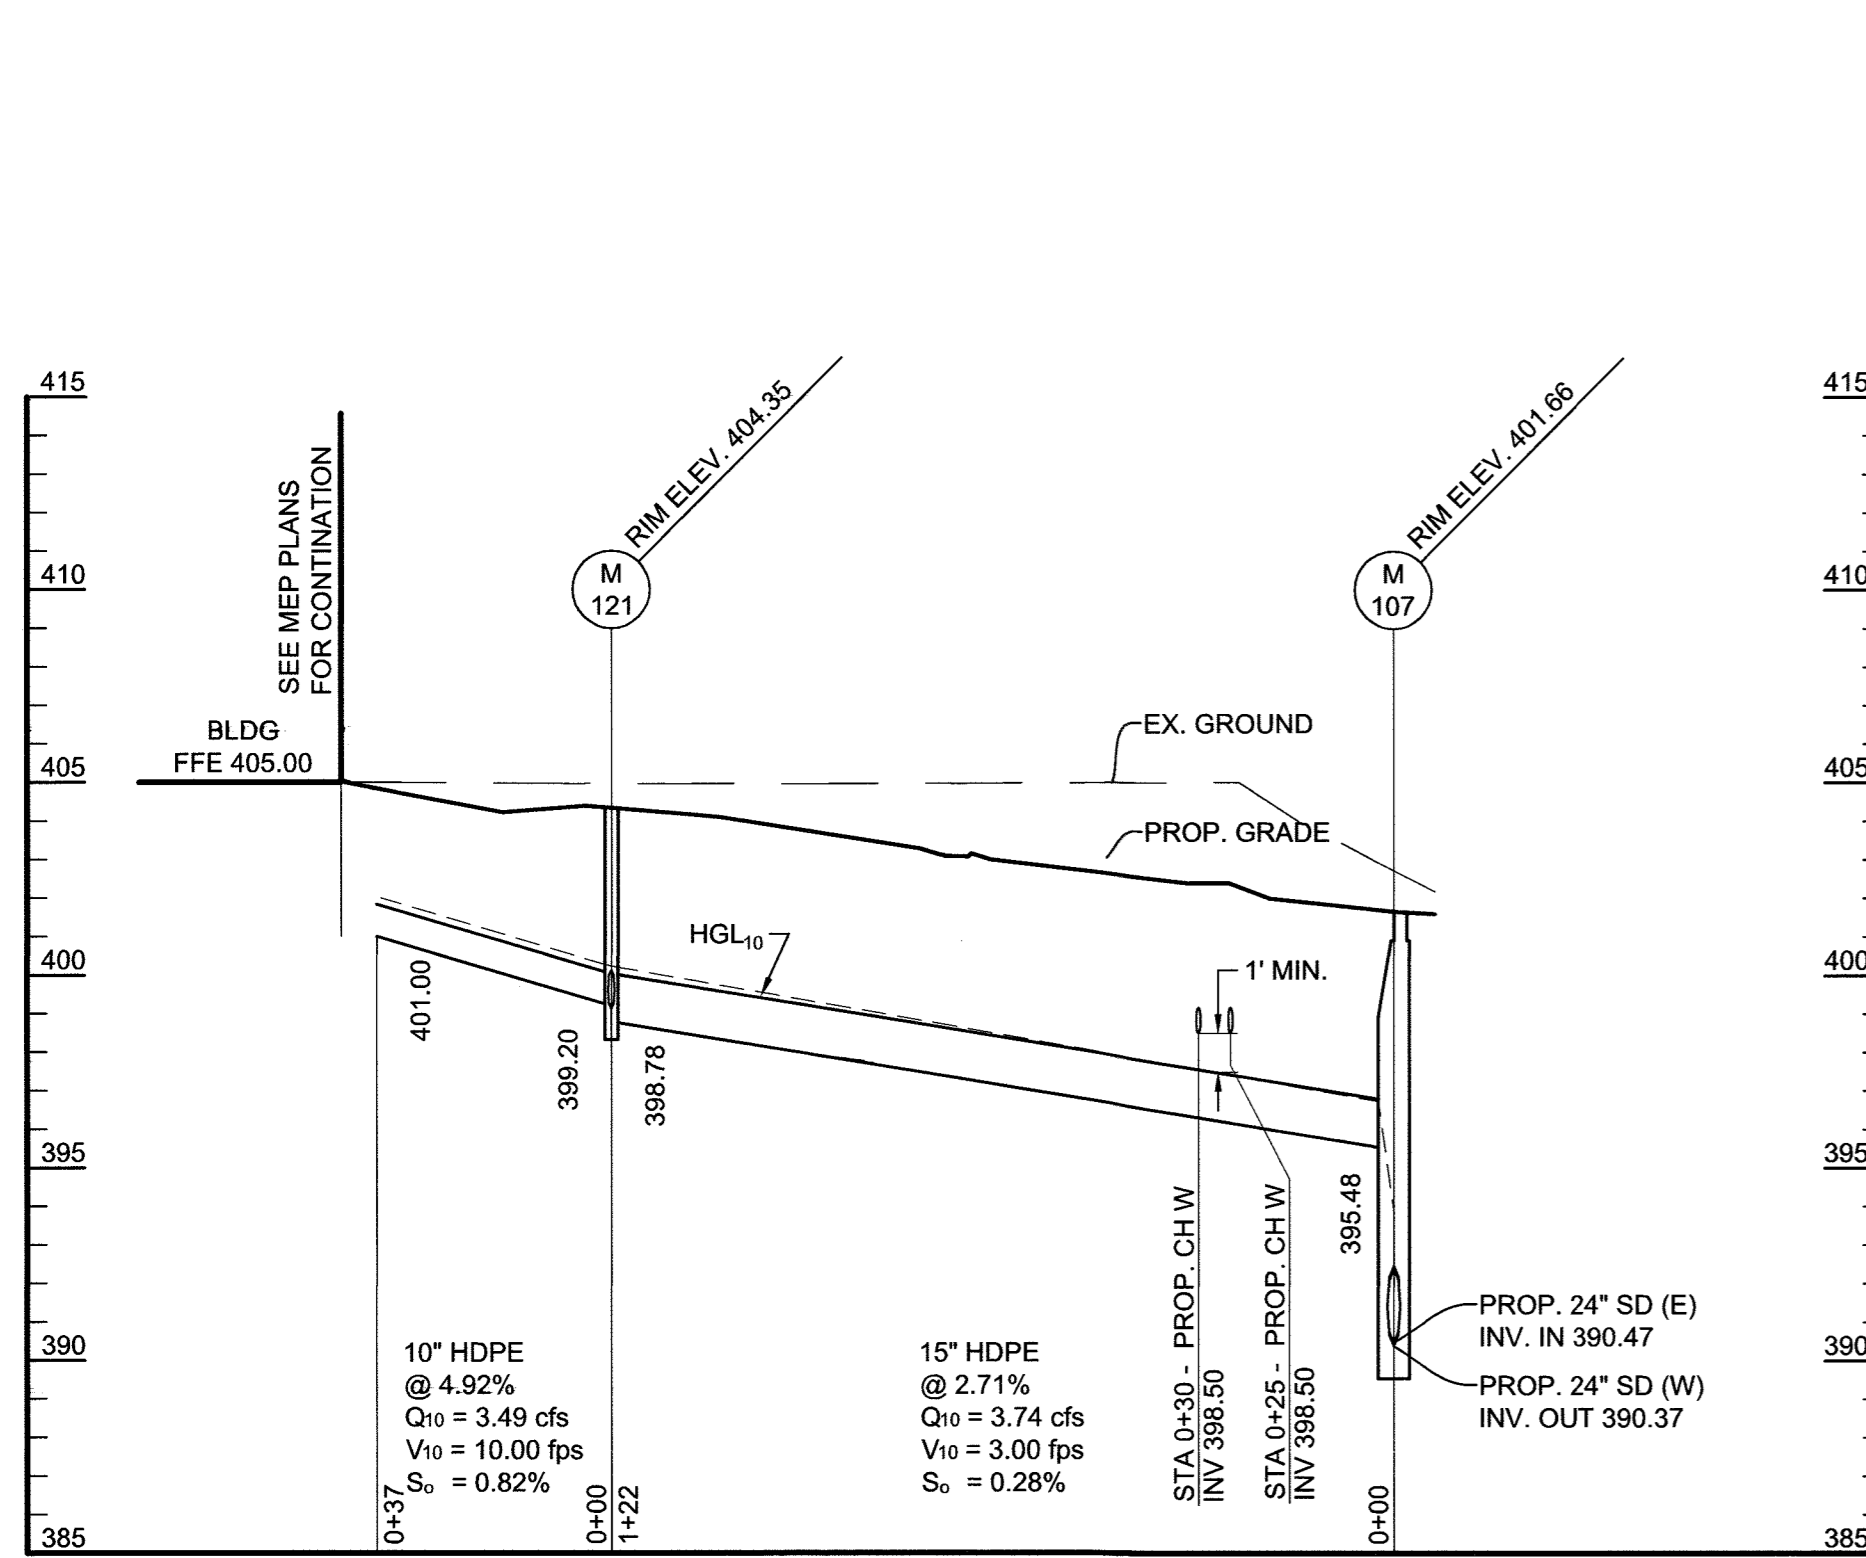 415
415
RIM ELEV. 404.35
RIM ELEV. 401.66
SEE MEP PLANS
FOR CONTINATION
410
410
M
121
M
107
BLDG
FFE 405.00
EX. GROUND
405
405
PROP. GRADE
HGL10
1' MIN.
400
400
401.00
399.20
398.78
395
395
395.48
STA 0+30 - PROP. CH W
INV 398.50
STA 0+25 - PROP. CH W
INV 398.50
PROP. 24" SD (E)
INV. IN 390.47
PROP. 24" SD (W)
INV. OUT 390.37
390
390
10" HDPE
@ 4.92%
Q10 = 3.49 cfs
V10 = 10.00 fps
So = 0.82%
15" HDPE
@ 2.71%
Q10 = 3.74 cfs
V10 = 3.00 fps
So = 0.28%
0+37
0+00
1+22
0+00
385
385